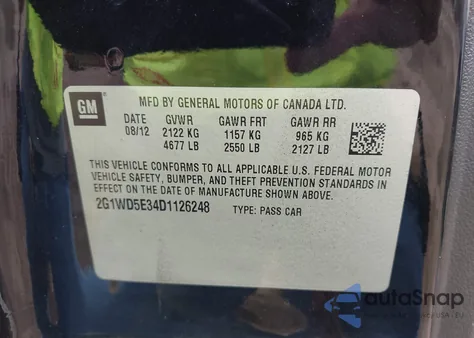 GM
MFD BY GENERAL MOTORS OF CANADA LTD.
DATE GVWR GAWR FRT GAWR RR
08/12 2122 KG 1157 KG 965 KG
4677 LB 2550 LB 2127 LB
THIS VEHICLE CONFORMS TO ALL APPLICABLE U.S. FEDERAL MOTOR
VEHICLE SAFETY, BUMPER, AND THEFT PREVENTION STANDARDS IN
EFFECT ON THE DATE OF MANUFACTURE SHOWN ABOVE.
2G1WD5E34D1126248 TYPE: PASS CAR
autoSnap